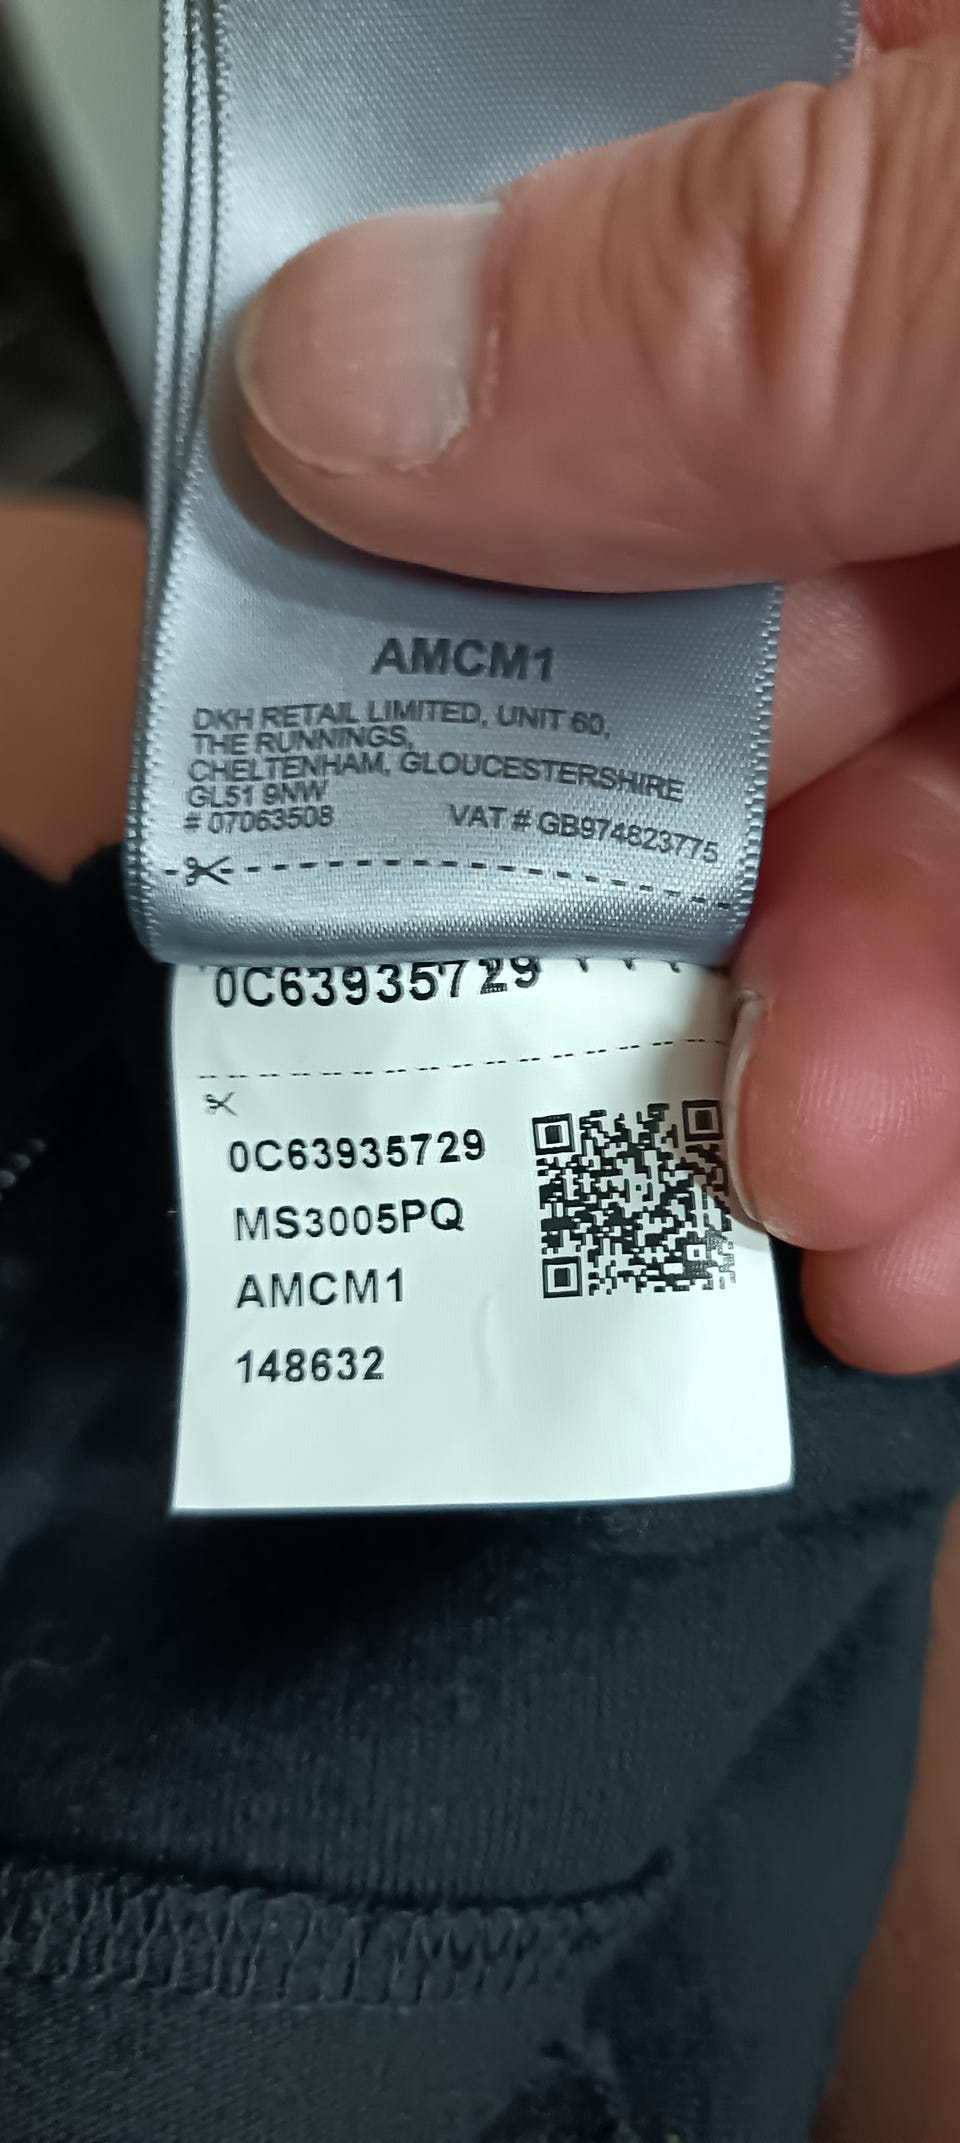 AMCM1
DKH RETAIL LIMITED, UNIT 60,
THE RUNNINGS,
CHELTENHAM, GLOUCESTERSHIRE
GL51 9NW
# 07063508 VAT # GB974823775
0C63935729
0C63935729
MS3005PQ
AMCM1
148632